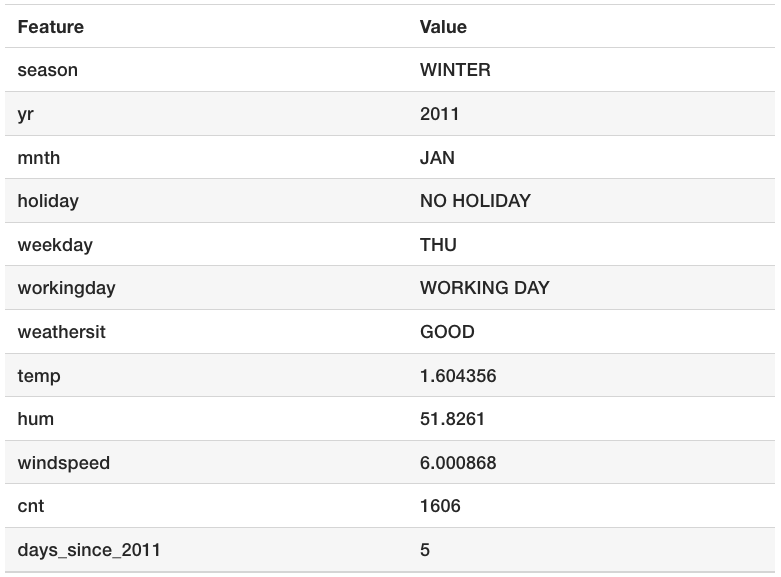 Feature Value
season WINTER
yr 2011
mnth JAN
holiday NO HOLIDAY
weekday THU
workingday WORKING DAY
weathersit GOOD
temp 1.604356
hum 51.8261
windspeed 6.000868
cnt 1606
days_since_2011 5